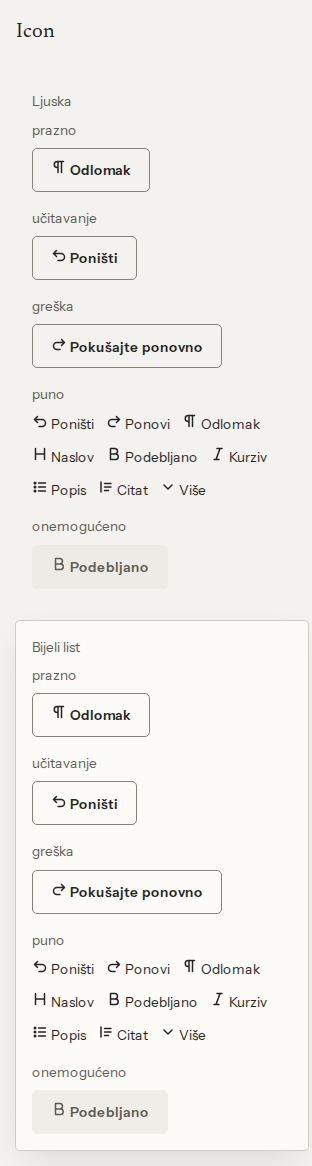 Icon
Ljuska
prazno
Odlomak
učitavanje
Poništi
greška
Pokušajte ponovno
puno
Poništi Ponovi Odlomak
Naslov Podebljano Kurziv
Popis Citat Više
onemogućeno
Podebljano
Bijeli list
prazno
Odlomak
učitavanje
Poništi
greška
Pokušajte ponovno
puno
Poništi Ponovi Odlomak
Naslov Podebljano Kurziv
Popis Citat Više
onemogućeno
Podebljano